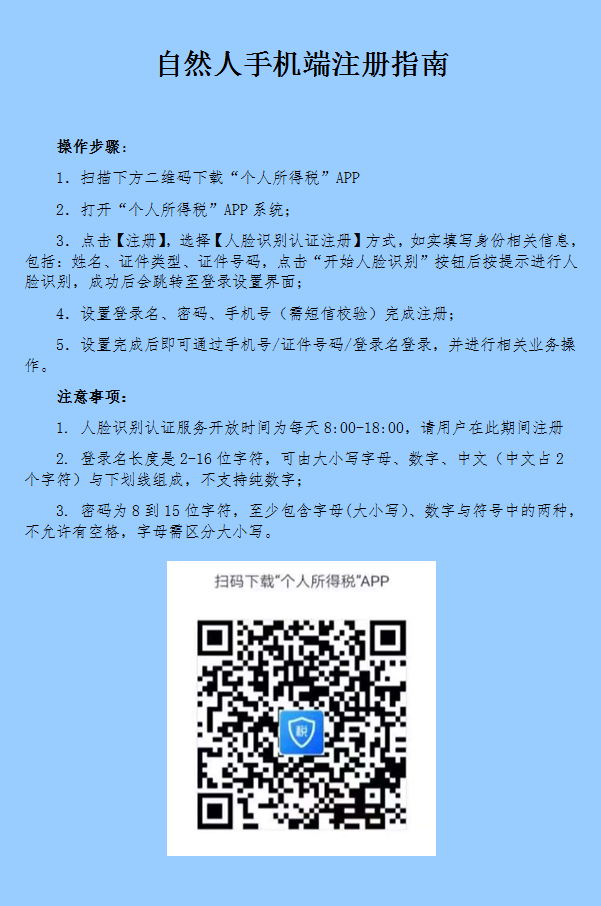 自然人手机端注册指南
操作步骤:
1. 扫描下方二维码下载“个人所得税”APP
2. 打开“个人所得税”APP 系统；
3. 点击【注册】，选择【人脸识别认证注册】方式，如实填写身份相关信息，
包括：姓名、证件类型、证件号码，点击“开始人脸识别”按钮后按提示进行人
脸识别，成功后会跳转至登录设置界面；
4. 设置登录名、密码、手机号（需短信校验）完成注册；
5. 设置完成后即可通过手机号/证件号码/登录名登录，并进行相关业务操
作。
注意事项：
1. 人脸识别认证服务开放时间为每天 8:00-18:00，请用户在此期间注册
2. 登录名长度是 2-16 位字符，可由大小写字母、数字、中文（中文占 2
个字符）与下划线组成，不支持纯数字；
3. 密码为 8 到 15 位字符，至少包含字母(大小写)、数字与符号中的两种，
不允许有空格，字母需区分大小写。
扫码下载“个人所得税”APP
税